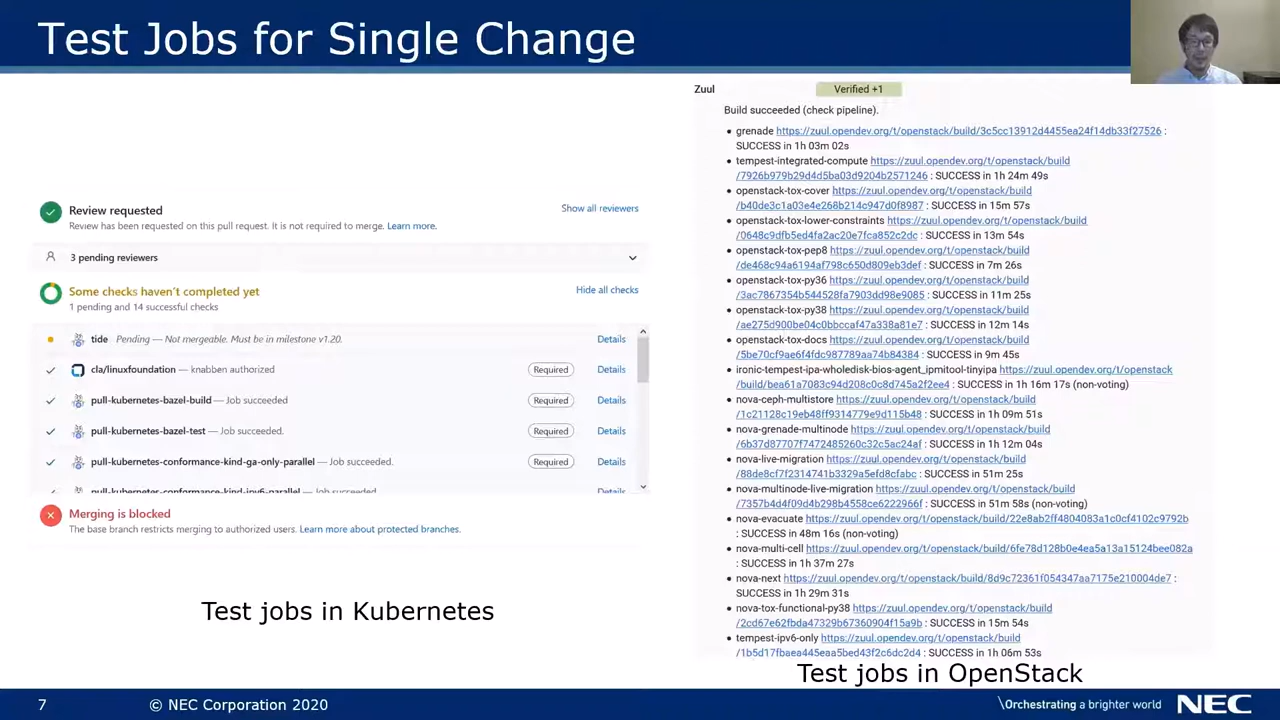 Test Jobs for Single Change
Review requested
Show all reviewers
Review has been requested on this pull request. It is not required to merge. Learn more.
3 pending reviewers
Some checks haven't completed yet
Hide all checks
1 pending and 14 successful checks
tide Pending — Not mergeable. Must be in milestone v1.20.
Details
cla/linuxfoundation — knabben authorized
Required
Details
pull-kubernetes-bazel-build — Job succeeded
Required
Details
pull-kubernetes-bazel-test — Job succeeded.
Required
Details
pull-kubernetes-conformance-kind-ga-only-parallel — Job succeeded.
Required
Details
pull-kubernetes-conformance-kind-ipv6-parallel — Job succeeded.
Details
Merging is blocked
The base branch restricts merging to authorized users. Learn more about protected branches.
Test jobs in Kubernetes
Zuul
Verified +1
Build succeeded (check pipeline).
• grenade https://zuul.opendev.org/t/openstack/build/3c5cc13912d4455ea24f14db33f27526 :
SUCCESS in 1h 03m 02s
• tempest-integrated-compute https://zuul.opendev.org/t/openstack/build
/7926b979b29d4d5ba03d9204b2571246 : SUCCESS in 1h 24m 49s
• openstack-tox-cover https://zuul.opendev.org/t/openstack/build
/b40de3c1a03e4e268b214c947d0f8987 : SUCCESS in 15m 57s
• openstack-tox-lower-constraints https://zuul.opendev.org/t/openstack/build
/0648c9dfb5ed4fa2ac20e7fca852c2dc : SUCCESS in 13m 54s
• openstack-tox-pep8 https://zuul.opendev.org/t/openstack/build
/de468c94a6194af798c650d809eb3def : SUCCESS in 7m 26s
• openstack-tox-py36 https://zuul.opendev.org/t/openstack/build
/3ac7867354b544528fa7903dd98e9085 : SUCCESS in 11m 25s
• openstack-tox-py38 https://zuul.opendev.org/t/openstack/build
/ae275d900be04c0bbccaf47a338a81e7 : SUCCESS in 12m 14s
• openstack-tox-docs https://zuul.opendev.org/t/openstack/build
/5be70cf9ae6f4fdc987789aa74b84384 : SUCCESS in 9m 45s
• ironic-tempest-ipa-wholedisk-bios-agent_ipmitool-tinyipa https://zuul.opendev.org/t/openstack
/build/bea61a7083c94d208c0c8d745a2f2ee4 : SUCCESS in 1h 16m 17s (non-voting)
• nova-ceph-multistore https://zuul.opendev.org/t/openstack/build
/1c21128c19eb48ff9314779e9d115b48 : SUCCESS in 1h 09m 51s
• nova-grenade-multinode https://zuul.opendev.org/t/openstack/build
/6b37d87707f7472485260c32c5ac24af : SUCCESS in 1h 12m 04s
• nova-live-migration https://zuul.opendev.org/t/openstack/build
/88de8cf7f2314741b3329a5efd8cfabc : SUCCESS in 51m 25s
• nova-multinode-live-migration https://zuul.opendev.org/t/openstack/build
/7357b4d4f09d4b298b4558ce6222966f : SUCCESS in 51m 58s (non-voting)
• nova-evacuate https://zuul.opendev.org/t/openstack/build/22e8ab2ff4804083a1c0cf4102c9792b
: SUCCESS in 48m 16s (non-voting)
• nova-multi-cell https://zuul.opendev.org/t/openstack/build/6fe78d128b0e4ea5a13a15124bee082a
: SUCCESS in 1h 37m 27s
• nova-next https://zuul.opendev.org/t/openstack/build/8d9c72361f054347aa7175e210004de7 :
SUCCESS in 1h 29m 31s
• nova-tox-functional-py38 https://zuul.opendev.org/t/openstack/build
/2cd67e62fbda47329b67360904f15a9b : SUCCESS in 15m 54s
• tempest-ipv6-only https://zuul.opendev.org/t/openstack/build
/1b5d17fbaea445eaa5bed43f2c6dc2d4 : SUCCESS in 1h 06m 53s
Test jobs in OpenStack
7
© NEC Corporation 2020
\Orchestrating a brighter world
NEC